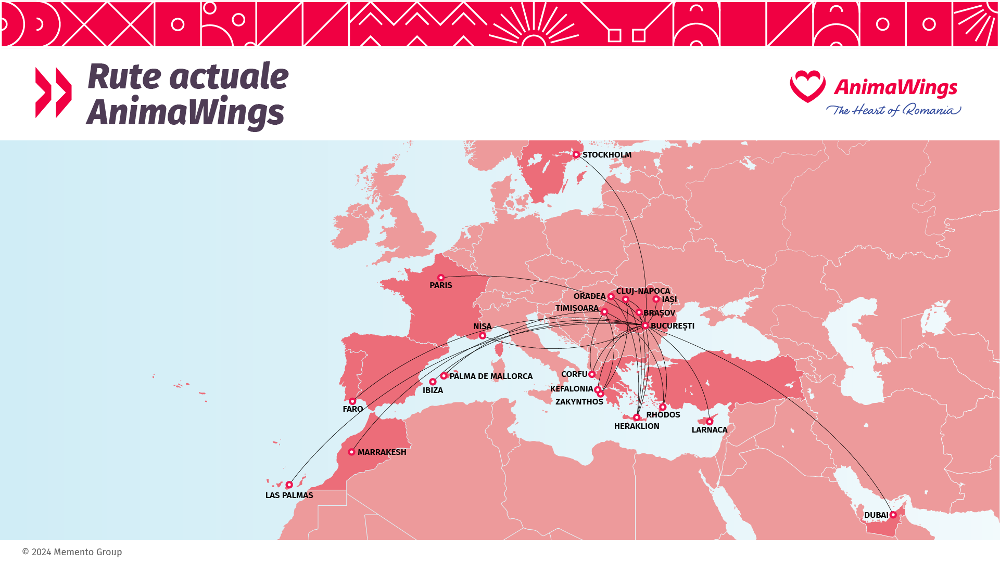 Rute actuale
AnimaWings
AnimaWings
The Heart of Romania
STOCKHOLM
PARIS
CLUJ-NAPOCA
ORADEA
IAȘI
TIMIȘOARA
BRAȘOV
NISA
BUCUREȘTI
CORFU
PALMA DE MALLORCA
IBIZA
KEFALONIA
ZAKYNTHOS
FARO
RHODOS
HERAKLION
LARNACA
MARRAKESH
LAS PALMAS
DUBAI
© 2024 Memento Group